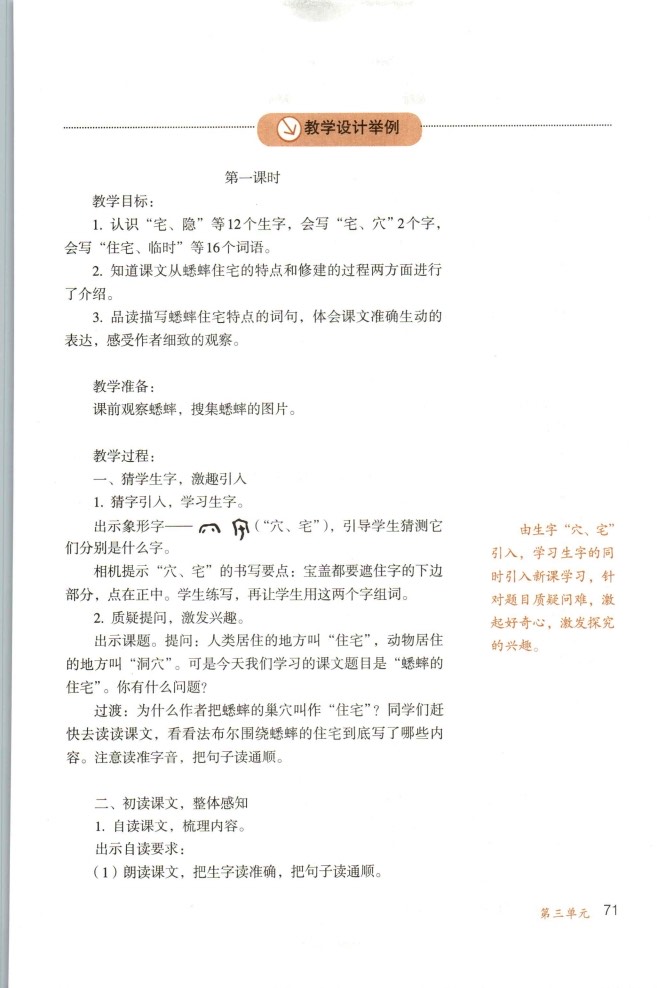 教学设计举例
第一课时
教学目标：
1. 认识“宅、隐”等12个生字，会写“宅、穴”2个字，
会写“住宅、临时”等16个词语。
2. 知道课文从蟋蟀住宅的特点和修建的过程两方面进行
了介绍。
3. 品读描写蟋蟀住宅特点的词句，体会课文准确生动的
表达，感受作者细致的观察。
教学准备：
课前观察蟋蟀，搜集蟋蟀的图片。
教学过程：
一、猜学生字，激趣引入
1. 猜字引入，学习生字。
出示象形字——（“穴、宅”），引导学生猜测它
们分别是什么字。
相机提示“穴、宅”的书写要点：宝盖都要遮住字的下边
部分，点在正中。学生练写，再让学生用这两个字组词。
2. 质疑提问，激发兴趣。
出示课题。提问：人类居住的地方叫“住宅”，动物居住
的地方叫“洞穴”。可是今天我们学习的课文题目是“蟋蟀的
住宅”。你有什么问题？
过渡：为什么作者把蟋蟀的巢穴叫作“住宅”？同学们赶
快去读读课文，看看法布尔围绕蟋蟀的住宅到底写了哪些内
容。注意读准字音，把句子读通顺。
二、初读课文，整体感知
1. 自读课文，梳理内容。
出示自读要求：
（1）朗读课文，把生字读准确，把句子读通顺。
由生字“穴、宅”
引入，学习生字的同
时引入新课学习，针
对题目质疑问难，激
起好奇心，激发探究
的兴趣。
第三单元 71